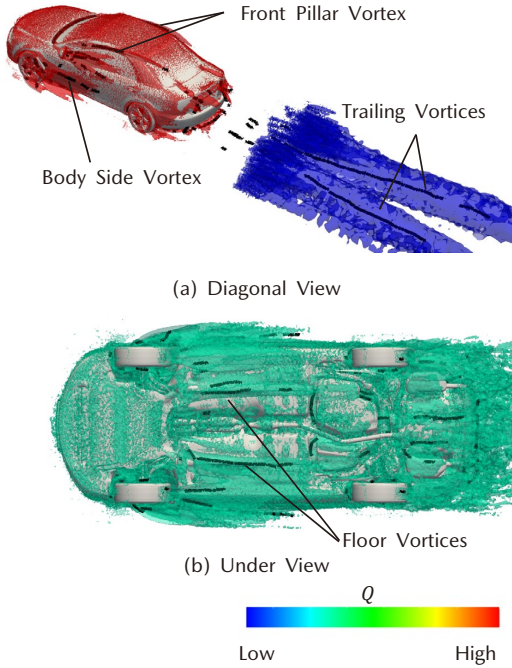 Front Pillar Vortex
Trailing Vortices
Body Side Vortex
(a) Diagonal View
Floor Vortices
(b) Under View
Q
Low High